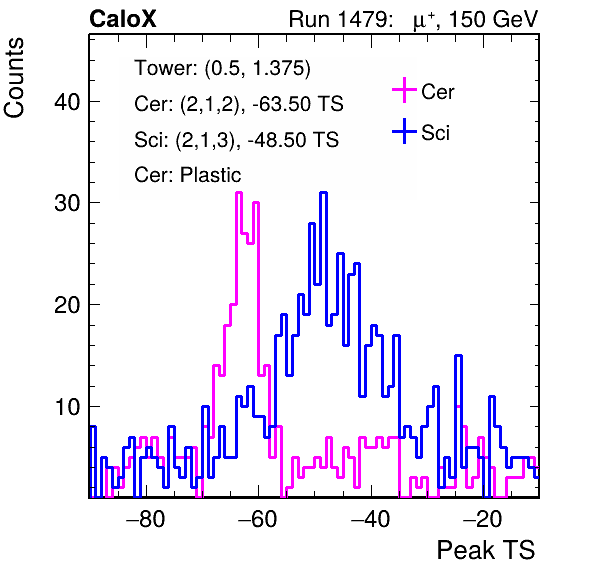 CaloX Run 1479: μ⁺, 150 GeV
Counts
Tower: (0.5, 1.375)
Cer: (2,1,2), -63.50 TS
Sci: (2,1,3), -48.50 TS
Cer: Plastic
Cer
Sci
40
30
20
10
−80 −60 −40 −20
Peak TS